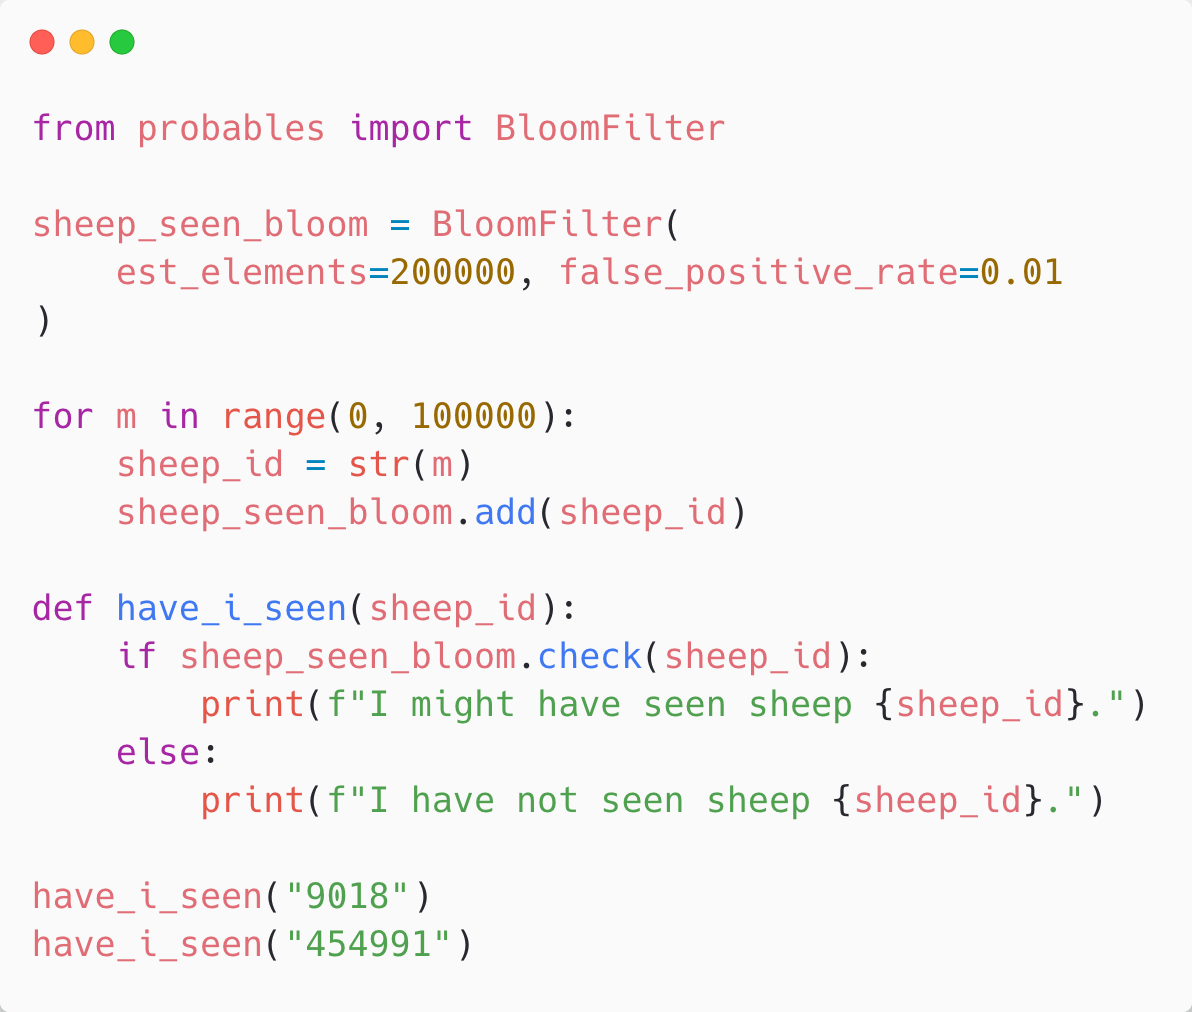 from probables import BloomFilter

sheep_seen_bloom = BloomFilter(
    est_elements=200000, false_positive_rate=0.01
)

for m in range(0, 100000):
    sheep_id = str(m)
    sheep_seen_bloom.add(sheep_id)

def have_i_seen(sheep_id):
    if sheep_seen_bloom.check(sheep_id):
        print(f"I might have seen sheep {sheep_id}.")
    else:
        print(f"I have not seen sheep {sheep_id}.")

have_i_seen("9018")
have_i_seen("454991")